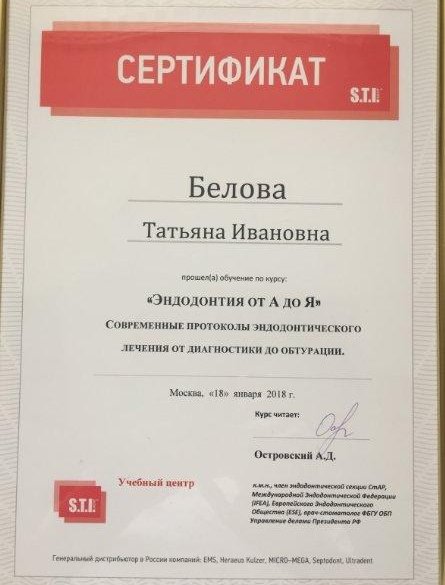 СЕРТИФИКАТ
S.T.I.
Белова
Татьяна Ивановна
прошел(а) обучение по курсу:
«Эндодонтия от А до Я»
Современные протоколы эндодонтического
лечения от диагностики до обтурации.
Москва, «18» января 2018 г.
Курс читает:
Островский А.Д.
Учебный центр
S.T.I.
к.м.н., член эндодонтической секции СтАР,
Международной Эндодонтической Федерации
(IFEA), Европейского Эндодонтического
Общества (ESE), врач-стоматолог ФБГУ ОБП
Управления делами Президента РФ
Генеральный дистрибьютор в России компаний: EMS, Heraeus Kulzer, MICRO-MEGA, Septodont, Ultradent